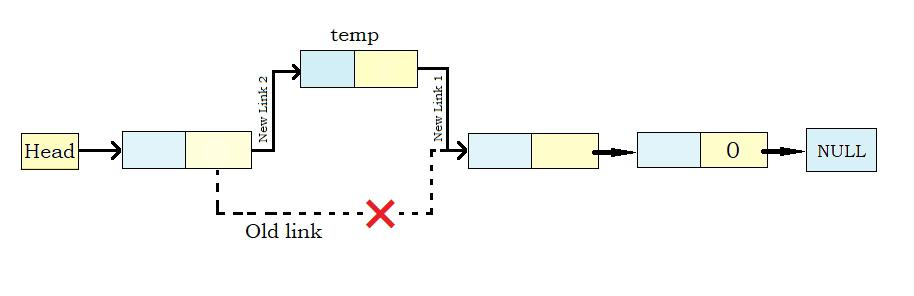 temp
New Link 2
New Link 1
Head
0
NULL
Old link